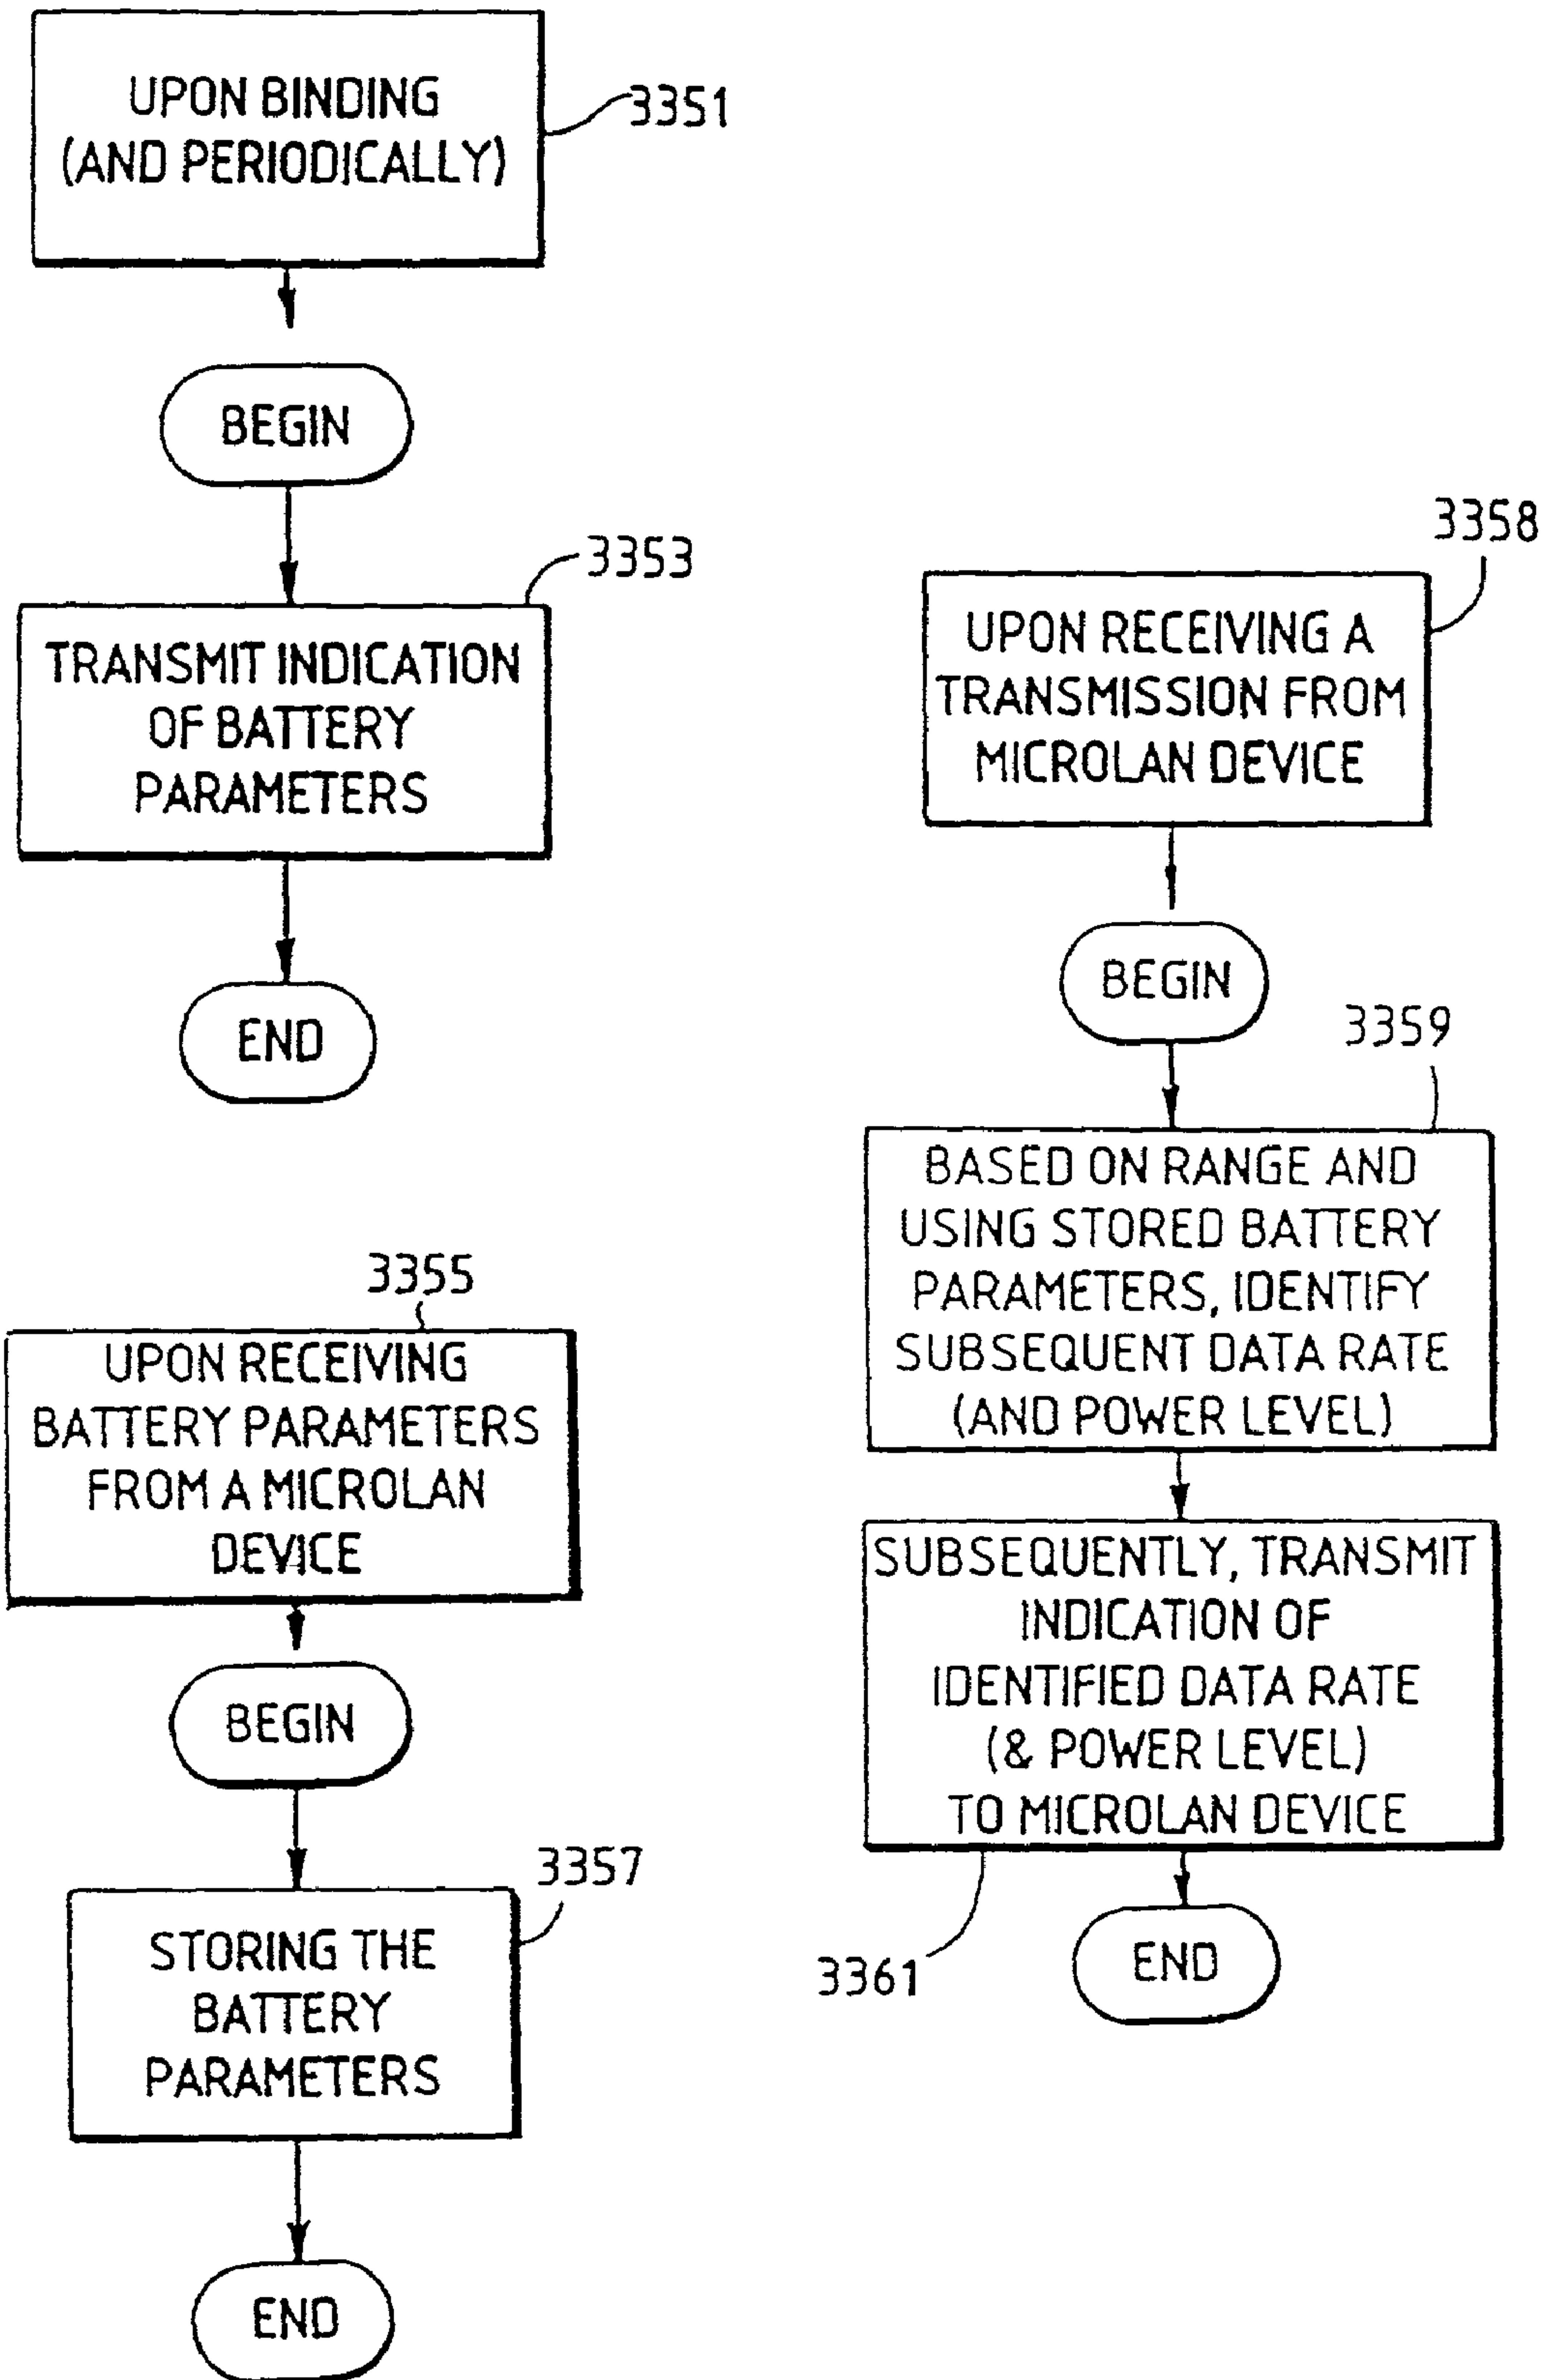 UPON BINDING
(AND PERIODICALLY)
3351
BEGIN
3353
TRANSMIT INDICATION
OF BATTERY
PARAMETERS
END
3355
UPON RECEIVING
BATTERY PARAMETERS
FROM A MICROLAN
DEVICE
BEGIN
3357
STORING THE
BATTERY
PARAMETERS
END
3358
UPON RECEIVING A
TRANSMISSION FROM
MICROLAN DEVICE
BEGIN
3359
BASED ON RANGE AND
USING STORED BATTERY
PARAMETERS, IDENTIFY
SUBSEQUENT DATA RATE
(AND POWER LEVEL)
SUBSEQUENTLY, TRANSMIT
INDICATION OF
IDENTIFIED DATA RATE
(& POWER LEVEL)
TO MICROLAN DEVICE
3361
END